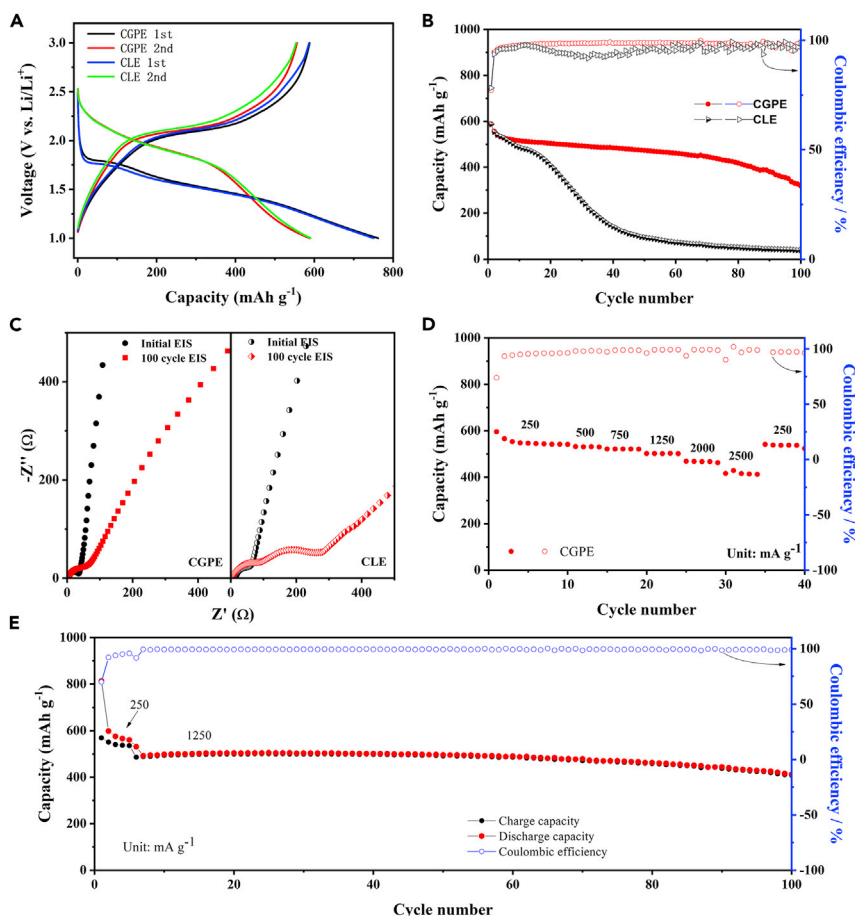 A
CGPE 1st
CGPE 2nd
CLE 1st
CLE 2nd
Voltage (V vs. Li/Li⁺)
3.0
2.5
2.0
1.5
1.0
0 200 400 600 800
Capacity (mAh g⁻¹)
B
Capacity (mAh g⁻¹)
1000
800
600
400
200
0
CGPE
CLE
100
50
0
Coulombic efficiency / %
0 20 40 60 80 100
Cycle number
C
Initial EIS
100 cycle EIS
Initial EIS
100 cycle EIS
-Z'' (Ω)
400
200
0
CGPE
CLE
0 200 400 0 200 400
Z' (Ω)
D
Capacity (mAh g⁻¹)
1000
800
600
400
200
0
250
500
750
1250
2000
2500
250
CGPE
Unit: mA g⁻¹
100
50
0
-50
-100
Coulombic efficiency / %
0 10 20 30 40
Cycle number
E
Capacity (mAh g⁻¹)
1000
800
600
400
200
0
250
1250
Unit: mA g⁻¹
Charge capacity
Discharge capacity
Coulombic efficiency
100
50
0
-50
-100
Coulombic efficiency / %
0 20 40 60 80 100
Cycle number